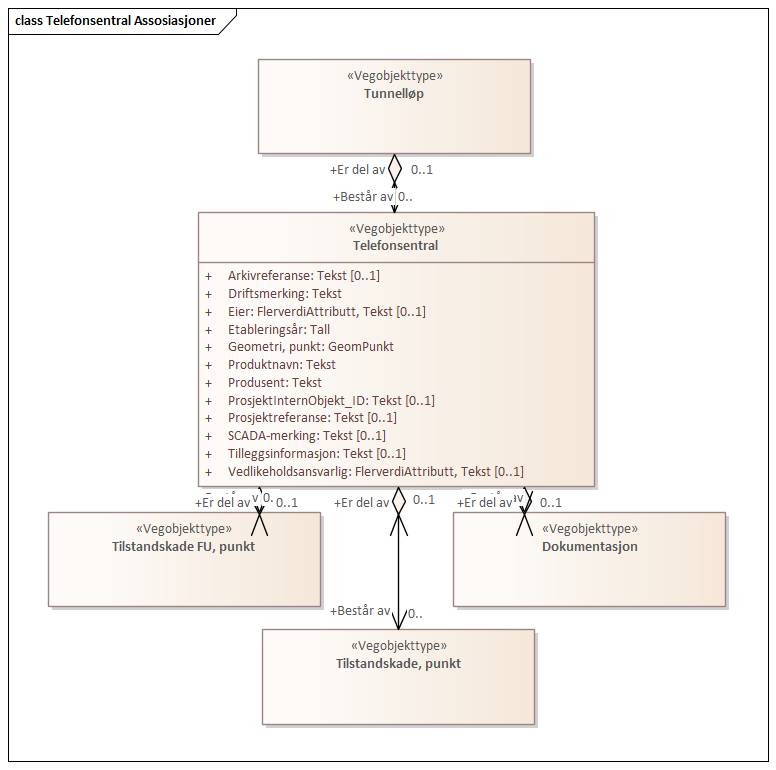 class Telefonsentral Assosiasjoner
«Vegobjekttype»
Tunnelløp
+Er del av 0..1
+Består av 0..
«Vegobjekttype»
Telefonsentral
+ Arkivreferanse: Tekst [0..1]
+ Driftsmerking: Tekst
+ Eier: FlerverdiAttributt, Tekst [0..1]
+ Etableringsår: Tall
+ Geometri, punkt: GeomPunkt
+ Produktnavn: Tekst
+ Produsent: Tekst
+ ProsjektInternObjekt_ID: Tekst [0..1]
+ Prosjektreferanse: Tekst [0..1]
+ SCADA-merking: Tekst [0..1]
+ Tilleggsinformasjon: Tekst [0..1]
+ Vedlikeholdsansvarlig: FlerverdiAttributt, Tekst [0..1]
+Er del av 0.. 0..1
+Er del av 0..1
+Er del av 0..1
«Vegobjekttype»
Tilstandskade FU, punkt
«Vegobjekttype»
Dokumentasjon
+Består av 0..
«Vegobjekttype»
Tilstandskade, punkt